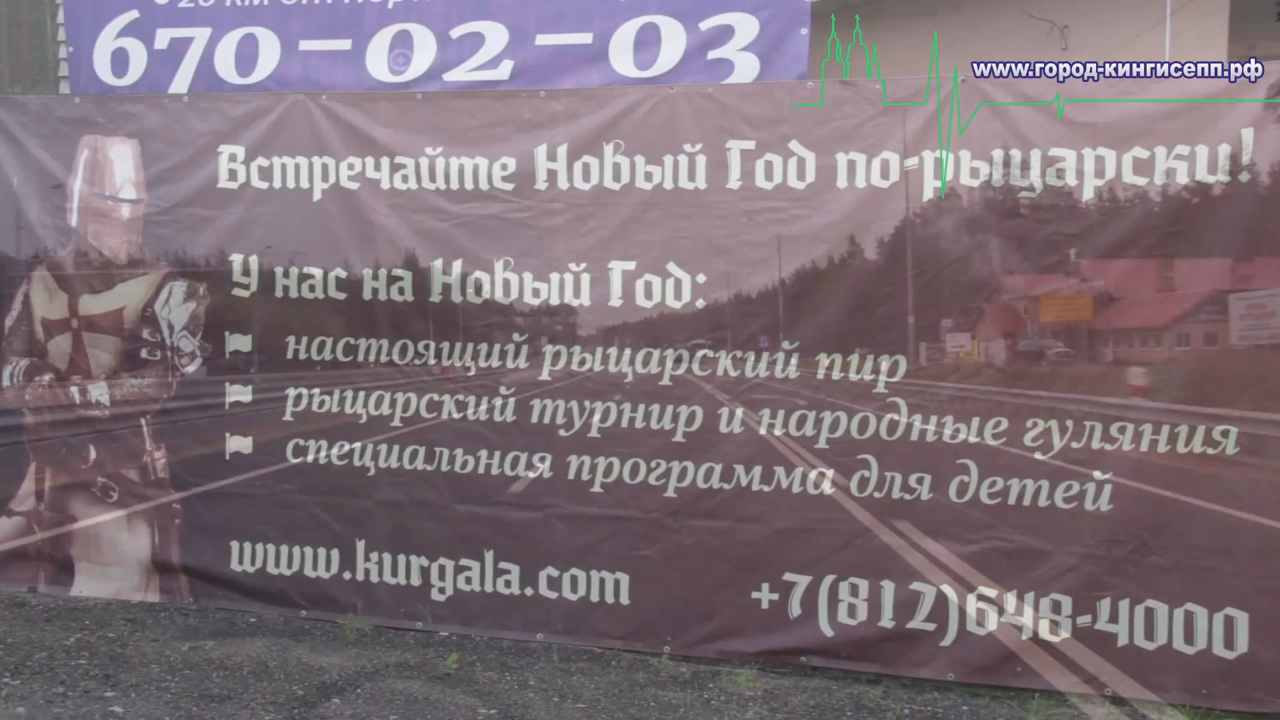 670-02-03
www.город-кингисепп.рф
Встречайте Новый Год по-рыцарски!
У нас на Новый Год:
настоящий рыцарский пир
рыцарский турнир и народные гуляния
специальная программа для детей
www.kurgala.com
+7(812)648-4000